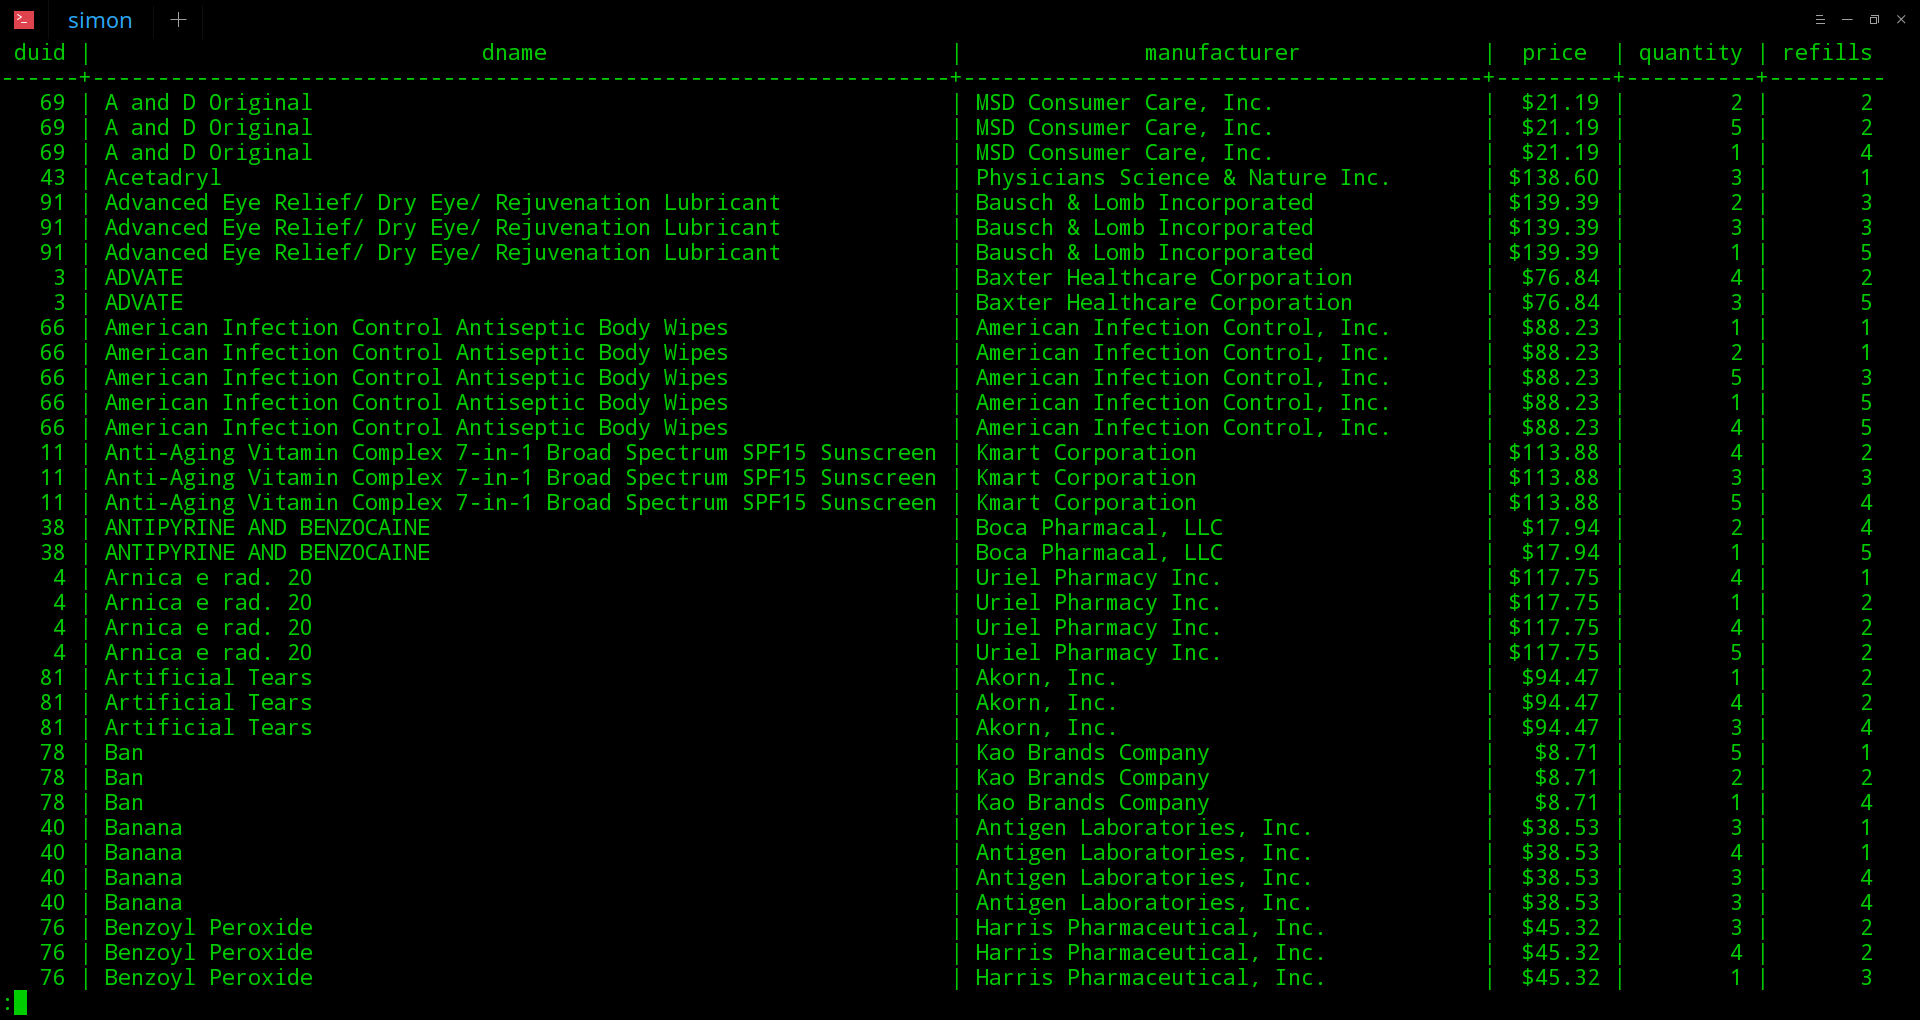 simon
 duid |                               dname                               |              manufacturer              |  price  | quantity | refills
------+------------------------------------------------------------------+----------------------------------------+---------+----------+---------
   69 | A and D Original                                                 | MSD Consumer Care, Inc.                |  $21.19 |        2 |       2
   69 | A and D Original                                                 | MSD Consumer Care, Inc.                |  $21.19 |        5 |       2
   69 | A and D Original                                                 | MSD Consumer Care, Inc.                |  $21.19 |        1 |       4
   43 | Acetadryl                                                        | Physicians Science & Nature Inc.       | $138.60 |        3 |       1
   91 | Advanced Eye Relief/ Dry Eye/ Rejuvenation Lubricant             | Bausch & Lomb Incorporated             | $139.39 |        2 |       3
   91 | Advanced Eye Relief/ Dry Eye/ Rejuvenation Lubricant             | Bausch & Lomb Incorporated             | $139.39 |        3 |       3
   91 | Advanced Eye Relief/ Dry Eye/ Rejuvenation Lubricant             | Bausch & Lomb Incorporated             | $139.39 |        1 |       5
    3 | ADVATE                                                           | Baxter Healthcare Corporation          |  $76.84 |        4 |       2
    3 | ADVATE                                                           | Baxter Healthcare Corporation          |  $76.84 |        3 |       5
   66 | American Infection Control Antiseptic Body Wipes                 | American Infection Control, Inc.       |  $88.23 |        1 |       1
   66 | American Infection Control Antiseptic Body Wipes                 | American Infection Control, Inc.       |  $88.23 |        2 |       1
   66 | American Infection Control Antiseptic Body Wipes                 | American Infection Control, Inc.       |  $88.23 |        5 |       3
   66 | American Infection Control Antiseptic Body Wipes                 | American Infection Control, Inc.       |  $88.23 |        1 |       5
   66 | American Infection Control Antiseptic Body Wipes                 | American Infection Control, Inc.       |  $88.23 |        4 |       5
   11 | Anti-Aging Vitamin Complex 7-in-1 Broad Spectrum SPF15 Sunscreen | Kmart Corporation                      | $113.88 |        4 |       2
   11 | Anti-Aging Vitamin Complex 7-in-1 Broad Spectrum SPF15 Sunscreen | Kmart Corporation                      | $113.88 |        3 |       3
   11 | Anti-Aging Vitamin Complex 7-in-1 Broad Spectrum SPF15 Sunscreen | Kmart Corporation                      | $113.88 |        5 |       4
   38 | ANTIPYRINE AND BENZOCAINE                                        | Boca Pharmacal, LLC                    |  $17.94 |        2 |       4
   38 | ANTIPYRINE AND BENZOCAINE                                        | Boca Pharmacal, LLC                    |  $17.94 |        1 |       5
    4 | Arnica e rad. 20                                                 | Uriel Pharmacy Inc.                    | $117.75 |        4 |       1
    4 | Arnica e rad. 20                                                 | Uriel Pharmacy Inc.                    | $117.75 |        1 |       2
    4 | Arnica e rad. 20                                                 | Uriel Pharmacy Inc.                    | $117.75 |        4 |       2
    4 | Arnica e rad. 20                                                 | Uriel Pharmacy Inc.                    | $117.75 |        5 |       2
   81 | Artificial Tears                                                 | Akorn, Inc.                            |  $94.47 |        1 |       2
   81 | Artificial Tears                                                 | Akorn, Inc.                            |  $94.47 |        4 |       2
   81 | Artificial Tears                                                 | Akorn, Inc.                            |  $94.47 |        3 |       4
   78 | Ban                                                              | Kao Brands Company                     |   $8.71 |        5 |       1
   78 | Ban                                                              | Kao Brands Company                     |   $8.71 |        2 |       2
   78 | Ban                                                              | Kao Brands Company                     |   $8.71 |        1 |       4
   40 | Banana                                                           | Antigen Laboratories, Inc.             |  $38.53 |        3 |       1
   40 | Banana                                                           | Antigen Laboratories, Inc.             |  $38.53 |        4 |       1
   40 | Banana                                                           | Antigen Laboratories, Inc.             |  $38.53 |        3 |       4
   40 | Banana                                                           | Antigen Laboratories, Inc.             |  $38.53 |        3 |       4
   76 | Benzoyl Peroxide                                                 | Harris Pharmaceutical, Inc.            |  $45.32 |        3 |       2
   76 | Benzoyl Peroxide                                                 | Harris Pharmaceutical, Inc.            |  $45.32 |        4 |       2
   76 | Benzoyl Peroxide                                                 | Harris Pharmaceutical, Inc.            |  $45.32 |        1 |       3
: